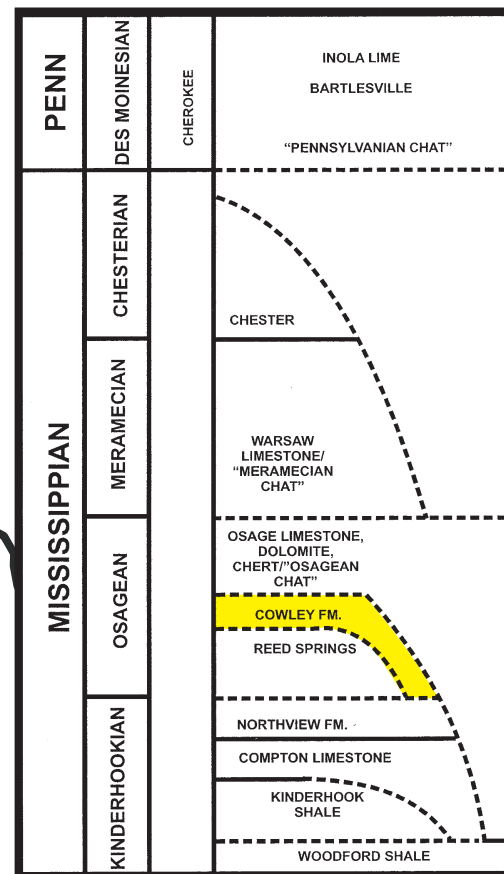 PENN
DES MOINESIAN
CHEROKEE
INOLA LIME
BARTLESVILLE
“PENNSYLVANIAN CHAT”
MISSISSIPPIAN
CHESTERIAN
CHESTER
MERAMECIAN
WARSAW
LIMESTONE/
“MERAMECIAN
CHAT”
OSAGEAN
OSAGE LIMESTONE,
DOLOMITE,
CHERT/”OSAGEAN
CHAT”
COWLEY FM.
REED SPRINGS
KINDERHOOKIAN
NORTHVIEW FM.
COMPTON LIMESTONE
KINDERHOOK
SHALE
WOODFORD SHALE